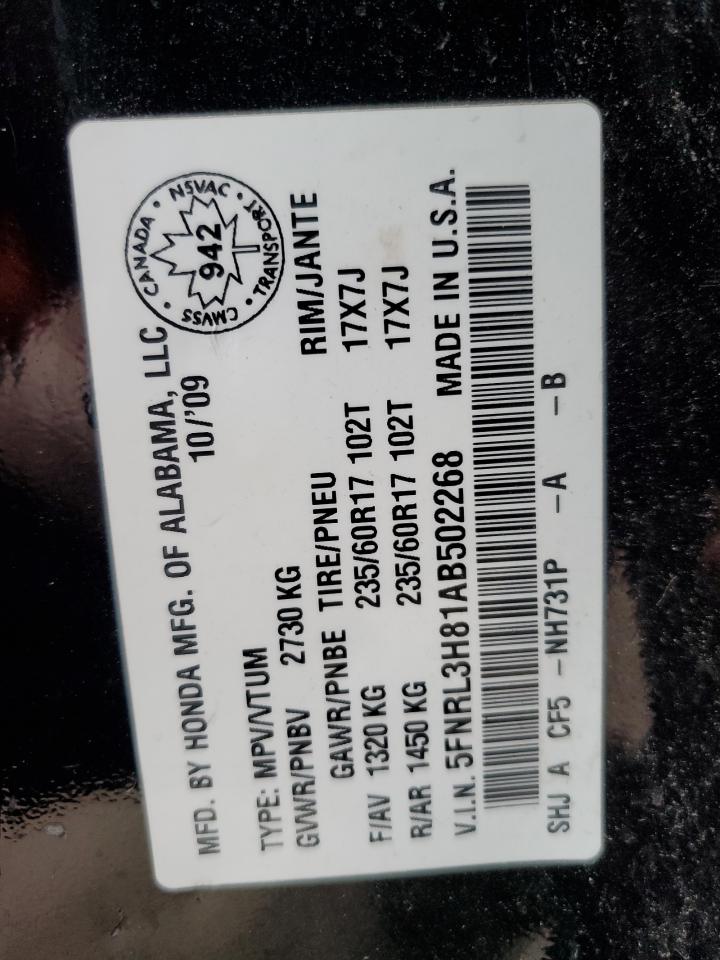 MFD. BY HONDA MFG. OF ALABAMA, LLC
10/'09
CMVSS • CANADA • NSVAC • TRANSPORT •
942
TYPE: MPV/VTUM
GVWR/PNBV 2730 KG
GAWR/PNBE TIRE/PNEU RIM/JANTE
F/AV 1320 KG 235/60R17 102T 17X7J
R/AR 1450 KG 235/60R17 102T 17X7J
V.I.N. 5FNRL3H81AB502268 MADE IN U.S.A.
SHJ A CF5 -NH731P -A -B